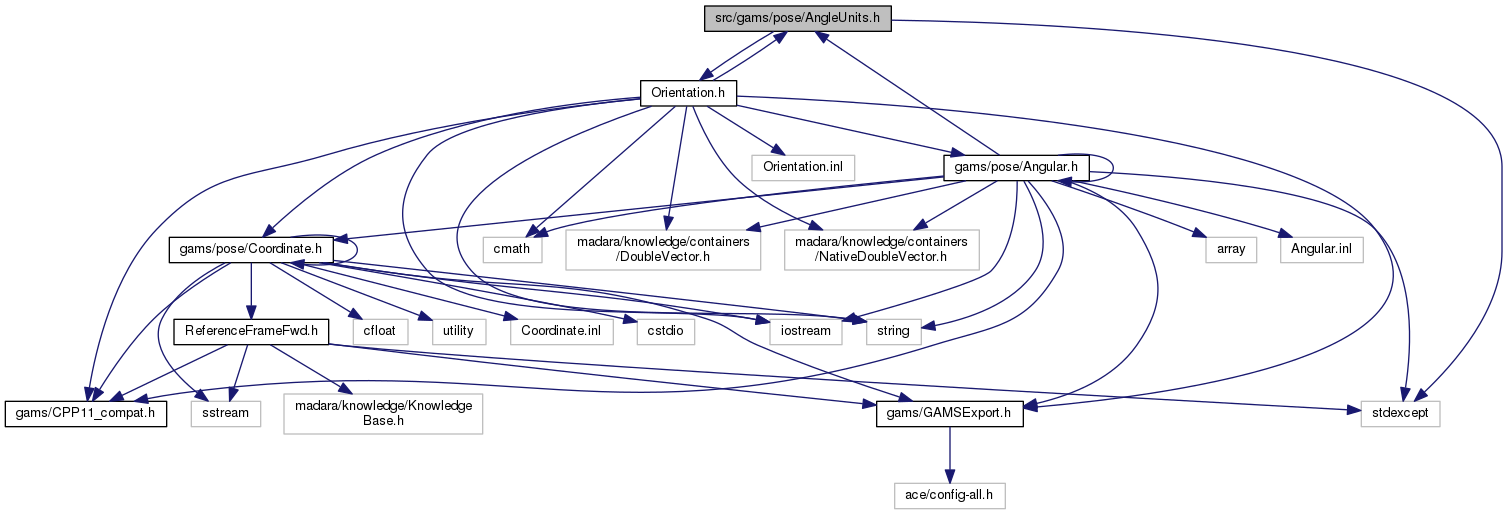 src/gams/pose/AngleUnits.h
Orientation.h
Orientation.inl
gams/pose/Angular.h
gams/pose/Coordinate.h
cmath
madara/knowledge/containers
/DoubleVector.h
madara/knowledge/containers
/NativeDoubleVector.h
array
Angular.inl
ReferenceFrameFwd.h
cfloat
utility
Coordinate.inl
cstdio
iostream
string
gams/CPP11_compat.h
sstream
madara/knowledge/Knowledge
Base.h
gams/GAMSExport.h
stdexcept
ace/config-all.h